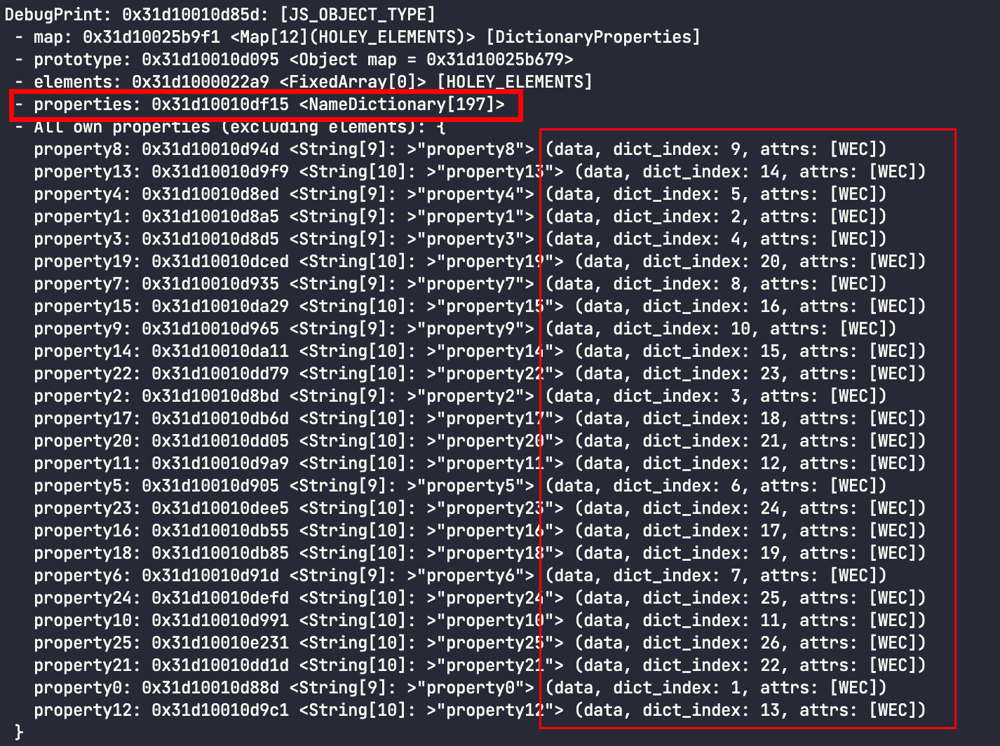 DebugPrint: 0x31d10010d85d: [JS_OBJECT_TYPE]
- map: 0x31d10025b9f1 <Map[12](HOLEY_ELEMENTS)> [DictionaryProperties]
- prototype: 0x31d10010d095 <Object map = 0x31d10025b679>
- elements: 0x31d1000022a9 <FixedArray[0]> [HOLEY_ELEMENTS]
- properties: 0x31d10010df15 <NameDictionary[197]>
- All own properties (excluding elements): {
property8: 0x31d10010d94d <String[9]: >"property8"> (data, dict_index: 9, attrs: [WEC])
property13: 0x31d10010d9f9 <String[10]: >"property13"> (data, dict_index: 14, attrs: [WEC])
property4: 0x31d10010d8ed <String[9]: >"property4"> (data, dict_index: 5, attrs: [WEC])
property1: 0x31d10010d8a5 <String[9]: >"property1"> (data, dict_index: 2, attrs: [WEC])
property3: 0x31d10010d8d5 <String[9]: >"property3"> (data, dict_index: 4, attrs: [WEC])
property19: 0x31d10010dced <String[10]: >"property19"> (data, dict_index: 20, attrs: [WEC])
property7: 0x31d10010d935 <String[9]: >"property7"> (data, dict_index: 8, attrs: [WEC])
property15: 0x31d10010da29 <String[10]: >"property15"> (data, dict_index: 16, attrs: [WEC])
property9: 0x31d10010d965 <String[9]: >"property9"> (data, dict_index: 10, attrs: [WEC])
property14: 0x31d10010da11 <String[10]: >"property14"> (data, dict_index: 15, attrs: [WEC])
property22: 0x31d10010dd79 <String[10]: >"property22"> (data, dict_index: 23, attrs: [WEC])
property2: 0x31d10010d8bd <String[9]: >"property2"> (data, dict_index: 3, attrs: [WEC])
property17: 0x31d10010db6d <String[10]: >"property17"> (data, dict_index: 18, attrs: [WEC])
property20: 0x31d10010dd05 <String[10]: >"property20"> (data, dict_index: 21, attrs: [WEC])
property11: 0x31d10010d9a9 <String[10]: >"property11"> (data, dict_index: 12, attrs: [WEC])
property5: 0x31d10010d905 <String[9]: >"property5"> (data, dict_index: 6, attrs: [WEC])
property23: 0x31d10010dee5 <String[10]: >"property23"> (data, dict_index: 24, attrs: [WEC])
property16: 0x31d10010db55 <String[10]: >"property16"> (data, dict_index: 17, attrs: [WEC])
property18: 0x31d10010db85 <String[10]: >"property18"> (data, dict_index: 19, attrs: [WEC])
property6: 0x31d10010d91d <String[9]: >"property6"> (data, dict_index: 7, attrs: [WEC])
property24: 0x31d10010defd <String[10]: >"property24"> (data, dict_index: 25, attrs: [WEC])
property10: 0x31d10010d991 <String[10]: >"property10"> (data, dict_index: 11, attrs: [WEC])
property25: 0x31d10010e231 <String[10]: >"property25"> (data, dict_index: 26, attrs: [WEC])
property21: 0x31d10010dd1d <String[10]: >"property21"> (data, dict_index: 22, attrs: [WEC])
property0: 0x31d10010d88d <String[9]: >"property0"> (data, dict_index: 1, attrs: [WEC])
property12: 0x31d10010d9c1 <String[10]: >"property12"> (data, dict_index: 13, attrs: [WEC])
}